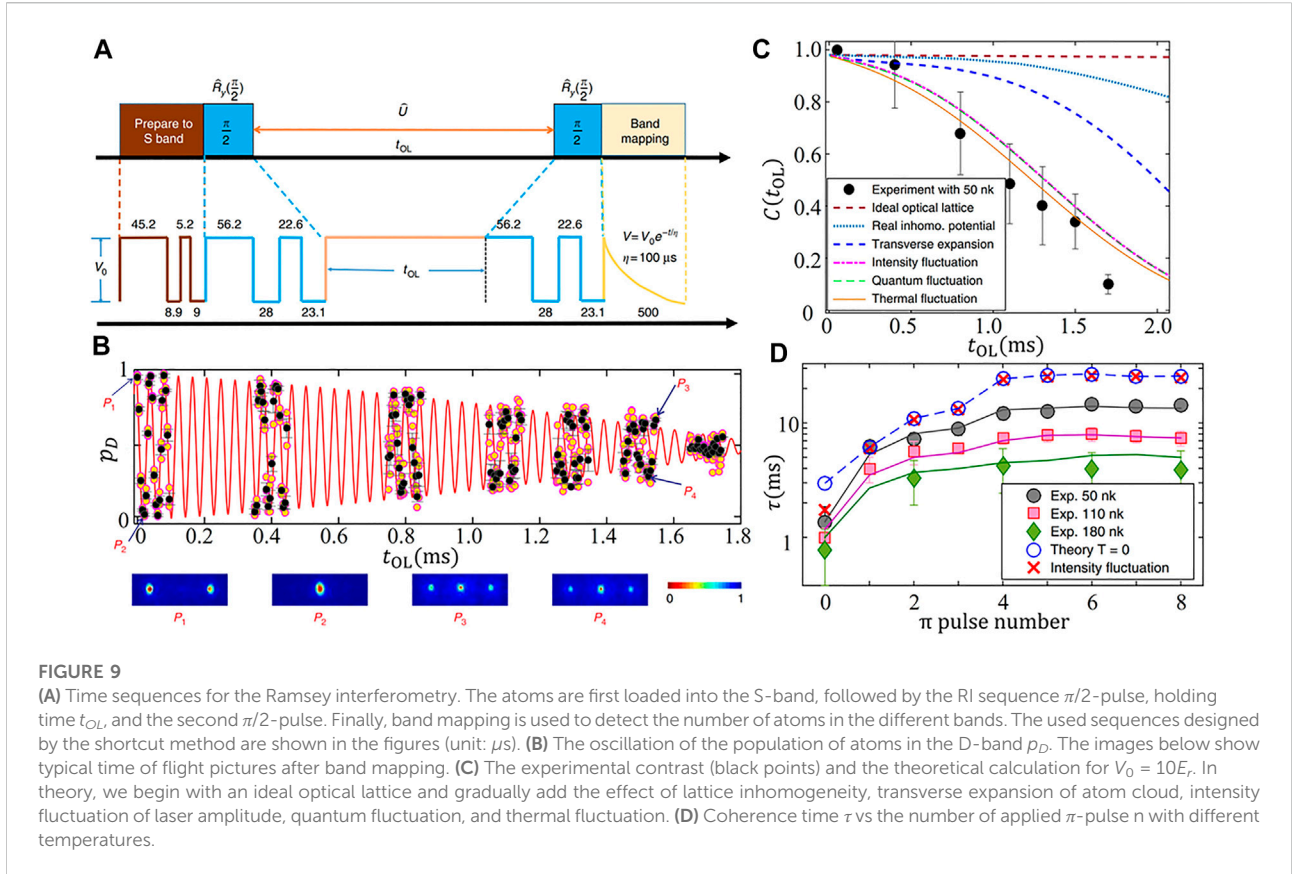 A
R̂y(π/2)
R̂y(π/2)
Prepare to
S band
π/2
Û
tOL
π/2
Band
mapping
45.2
5.2
56.2
22.6
56.2
22.6
V = V0e^-t/η
η = 100 µs
V0
tOL
8.9
9
28
23.1
28
23.1
500
B
1
pD
0
P1
P2
P3
P4
0.0 0.2 0.4 0.6 0.8 1.0 1.2 1.4 1.6 1.8
tOL(ms)
P1
P2
P3
P4
0 1
C
1.0
0.8
0.6
0.4
0.2
0
C(tOL)
Experiment with 50 nk
Ideal optical lattice
Real inhomo. potential
Transverse expansion
Intensity fluctuation
Quantum fluctuation
Thermal fluctuation
0 0.5 1.0 1.5 2.0
tOL(ms)
D
10
1
τ(ms)
Exp. 50 nk
Exp. 110 nk
Exp. 180 nk
Theory T = 0
Intensity fluctuation
0 2 4 6 8
π pulse number
FIGURE 9
(A) Time sequences for the Ramsey interferometry. The atoms are first loaded into the S-band, followed by the RI sequence π/2-pulse, holding
time tOL, and the second π/2-pulse. Finally, band mapping is used to detect the number of atoms in the different bands. The used sequences designed
by the shortcut method are shown in the figures (unit: µs). (B) The oscillation of the population of atoms in the D-band pD. The images below show
typical time of flight pictures after band mapping. (C) The experimental contrast (black points) and the theoretical calculation for V0 = 10Er. In
theory, we begin with an ideal optical lattice and gradually add the effect of lattice inhomogeneity, transverse expansion of atom cloud, intensity
fluctuation of laser amplitude, quantum fluctuation, and thermal fluctuation. (D) Coherence time τ vs the number of applied π-pulse n with different
temperatures.